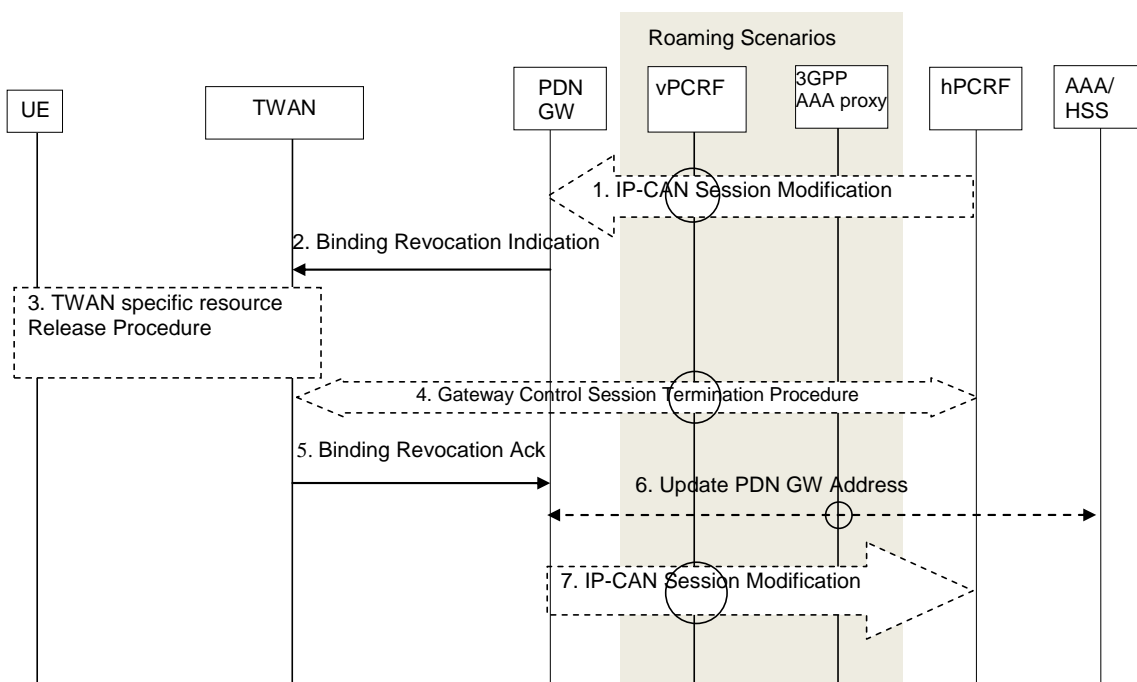 Roaming Scenarios
UE
TWAN
PDN
GW
vPCRF
3GPP
AAA proxy
hPCRF
AAA/
HSS
1. IP-CAN Session Modification
2. Binding Revocation Indication
3. TWAN specific resource
Release Procedure
4. Gateway Control Session Termination Procedure
5. Binding Revocation Ack
6. Update PDN GW Address
7. IP-CAN Session Modification